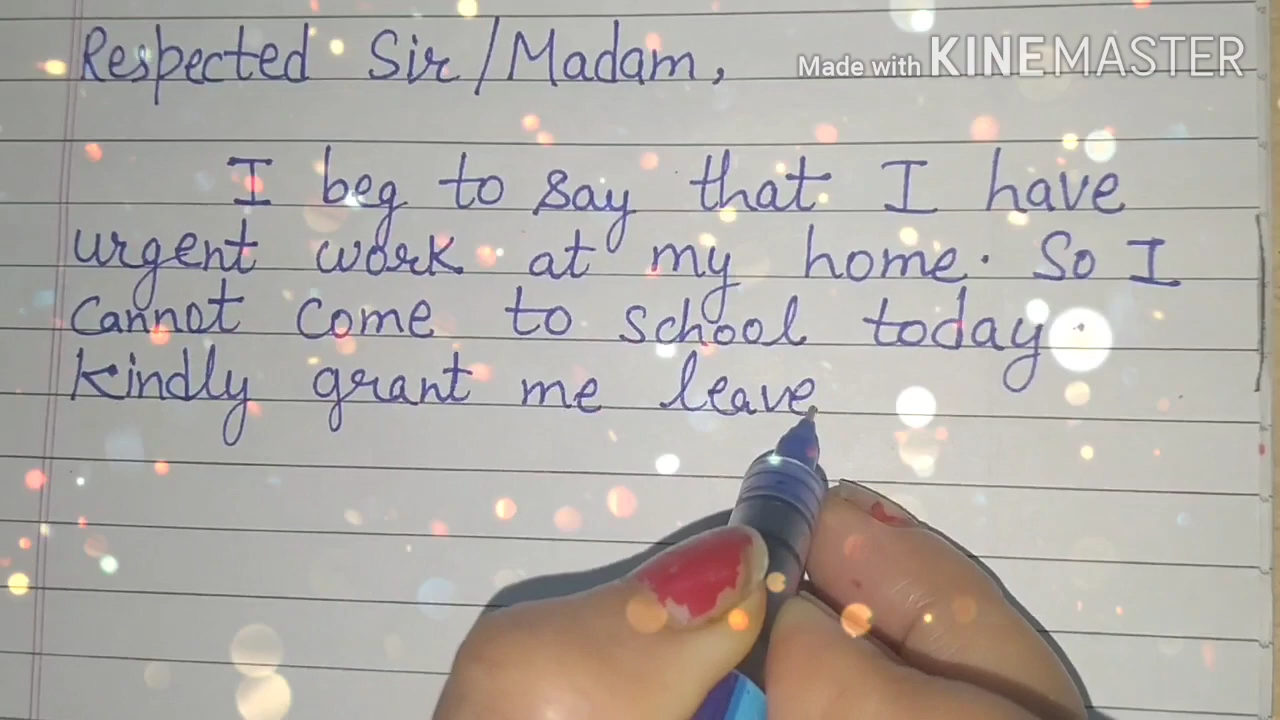 Respected Sir/Madam,
Made with KINEMASTER
I beg to say that I have
urgent work at my home. So I
cannot come to school today.
kindly grant me leave